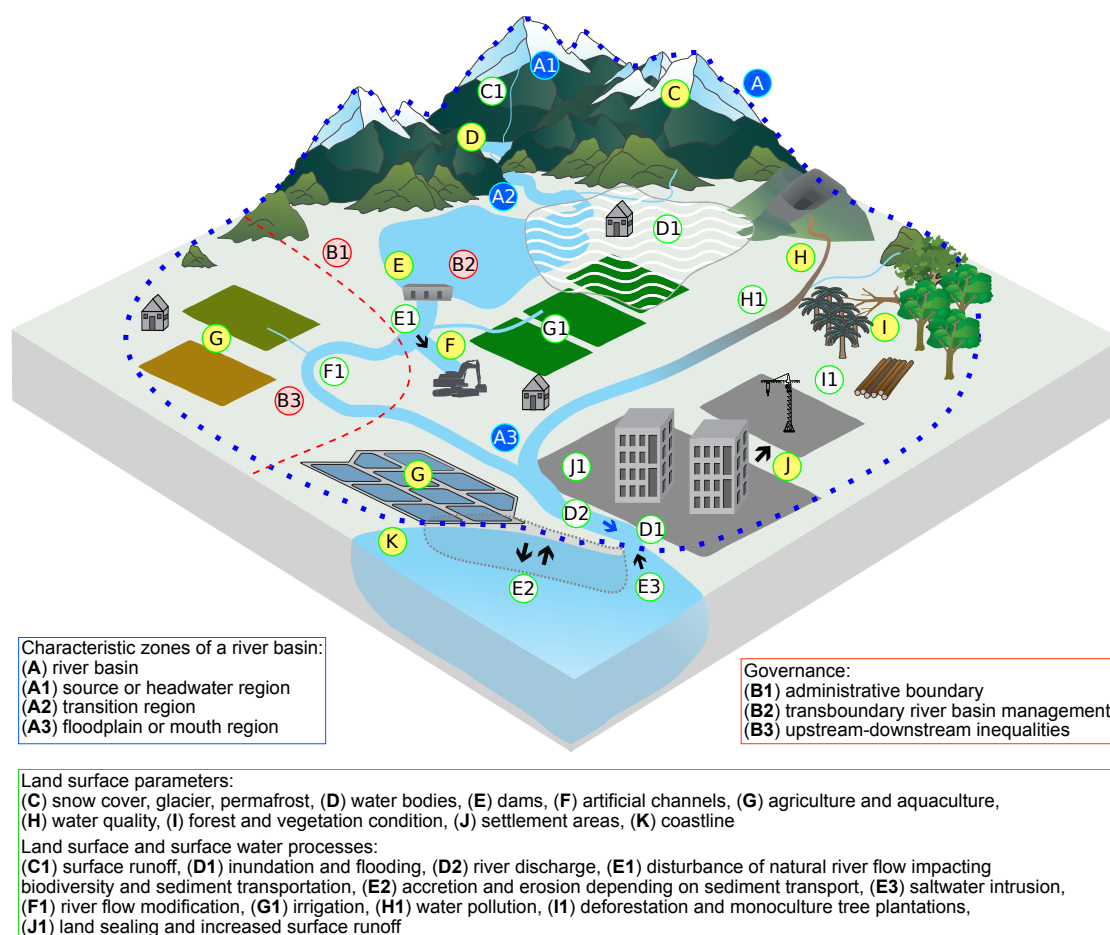 A1
A
C1
C
D
A2
D1
B1
B2
E
H
H1
E1
G1
F
G
I
F1
I1
B3
A3
J1
J
G
D2
D1
K
E2
E3
Characteristic zones of a river basin:
(A) river basin
(A1) source or headwater region
(A2) transition region
(A3) floodplain or mouth region
Governance:
(B1) administrative boundary
(B2) transboundary river basin management
(B3) upstream-downstream inequalities
Land surface parameters:
(C) snow cover, glacier, permafrost, (D) water bodies, (E) dams, (F) artificial channels, (G) agriculture and aquaculture,
(H) water quality, (I) forest and vegetation condition, (J) settlement areas, (K) coastline
Land surface and surface water processes:
(C1) surface runoff, (D1) inundation and flooding, (D2) river discharge, (E1) disturbance of natural river flow impacting
biodiversity and sediment transportation, (E2) accretion and erosion depending on sediment transport, (E3) saltwater intrusion,
(F1) river flow modification, (G1) irrigation, (H1) water pollution, (I1) deforestation and monoculture tree plantations,
(J1) land sealing and increased surface runoff